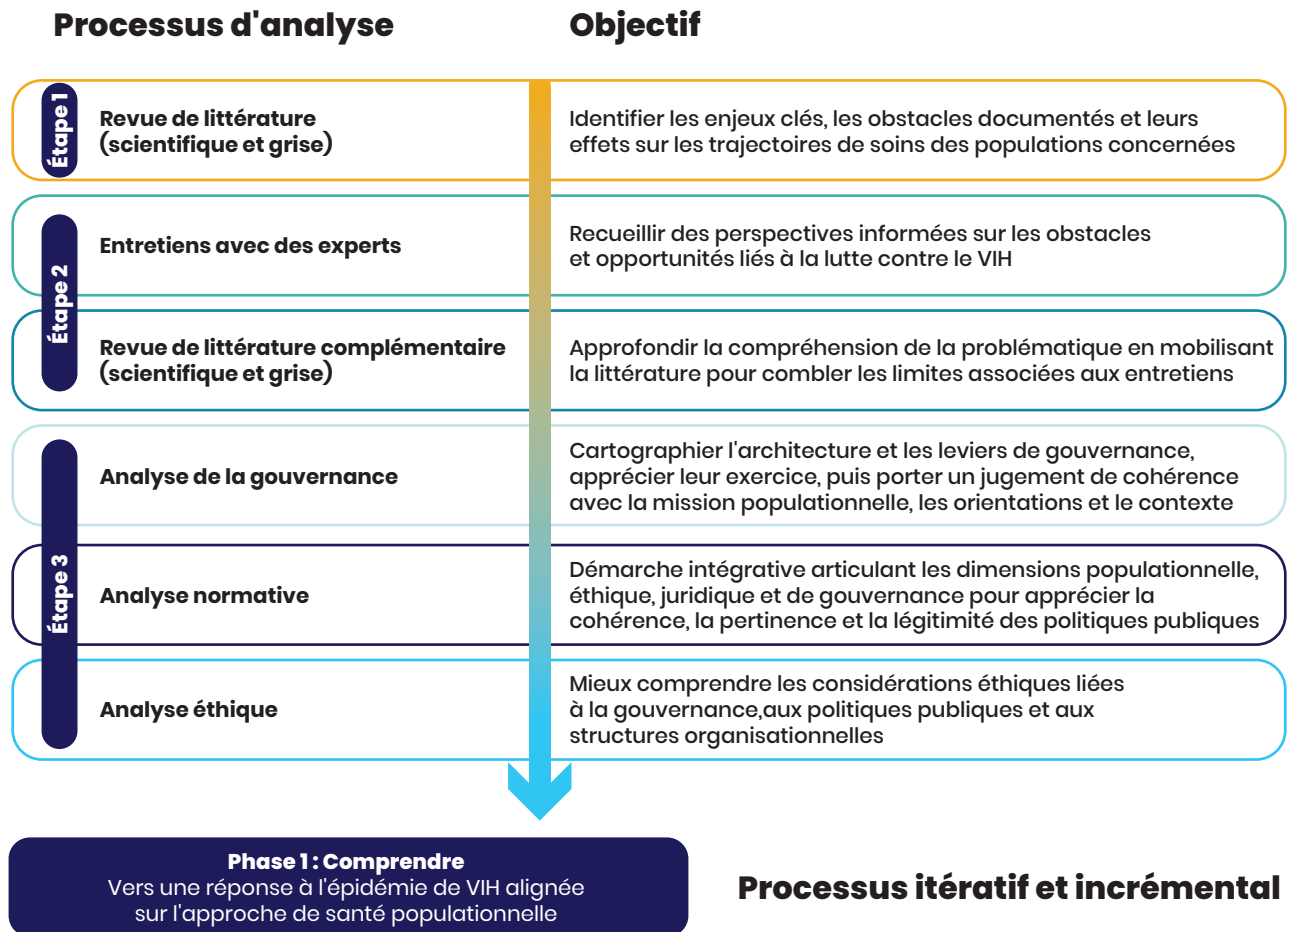 Processus d'analyse
Objectif
Étape 1
Revue de littérature
(scientifique et grise)
Identifier les enjeux clés, les obstacles documentés et leurs
effets sur les trajectoires de soins des populations concernées
Étape 2
Entretiens avec des experts
Recueillir des perspectives informées sur les obstacles
et opportunités liés à la lutte contre le VIH
Revue de littérature complémentaire
(scientifique et grise)
Approfondir la compréhension de la problématique en mobilisant
la littérature pour combler les limites associées aux entretiens
Étape 3
Analyse de la gouvernance
Cartographier l'architecture et les leviers de gouvernance,
apprécier leur exercice, puis porter un jugement de cohérence
avec la mission populationnelle, les orientations et le contexte
Analyse normative
Démarche intégrative articulant les dimensions populationnelle,
éthique, juridique et de gouvernance pour apprécier la
cohérence, la pertinence et la légitimité des politiques publiques
Analyse éthique
Mieux comprendre les considérations éthiques liées
à la gouvernance,aux politiques publiques et aux
structures organisationnelles
Phase 1 : Comprendre
Vers une réponse à l'épidémie de VIH alignée
sur l'approche de santé populationnelle
Processus itératif et incrémental